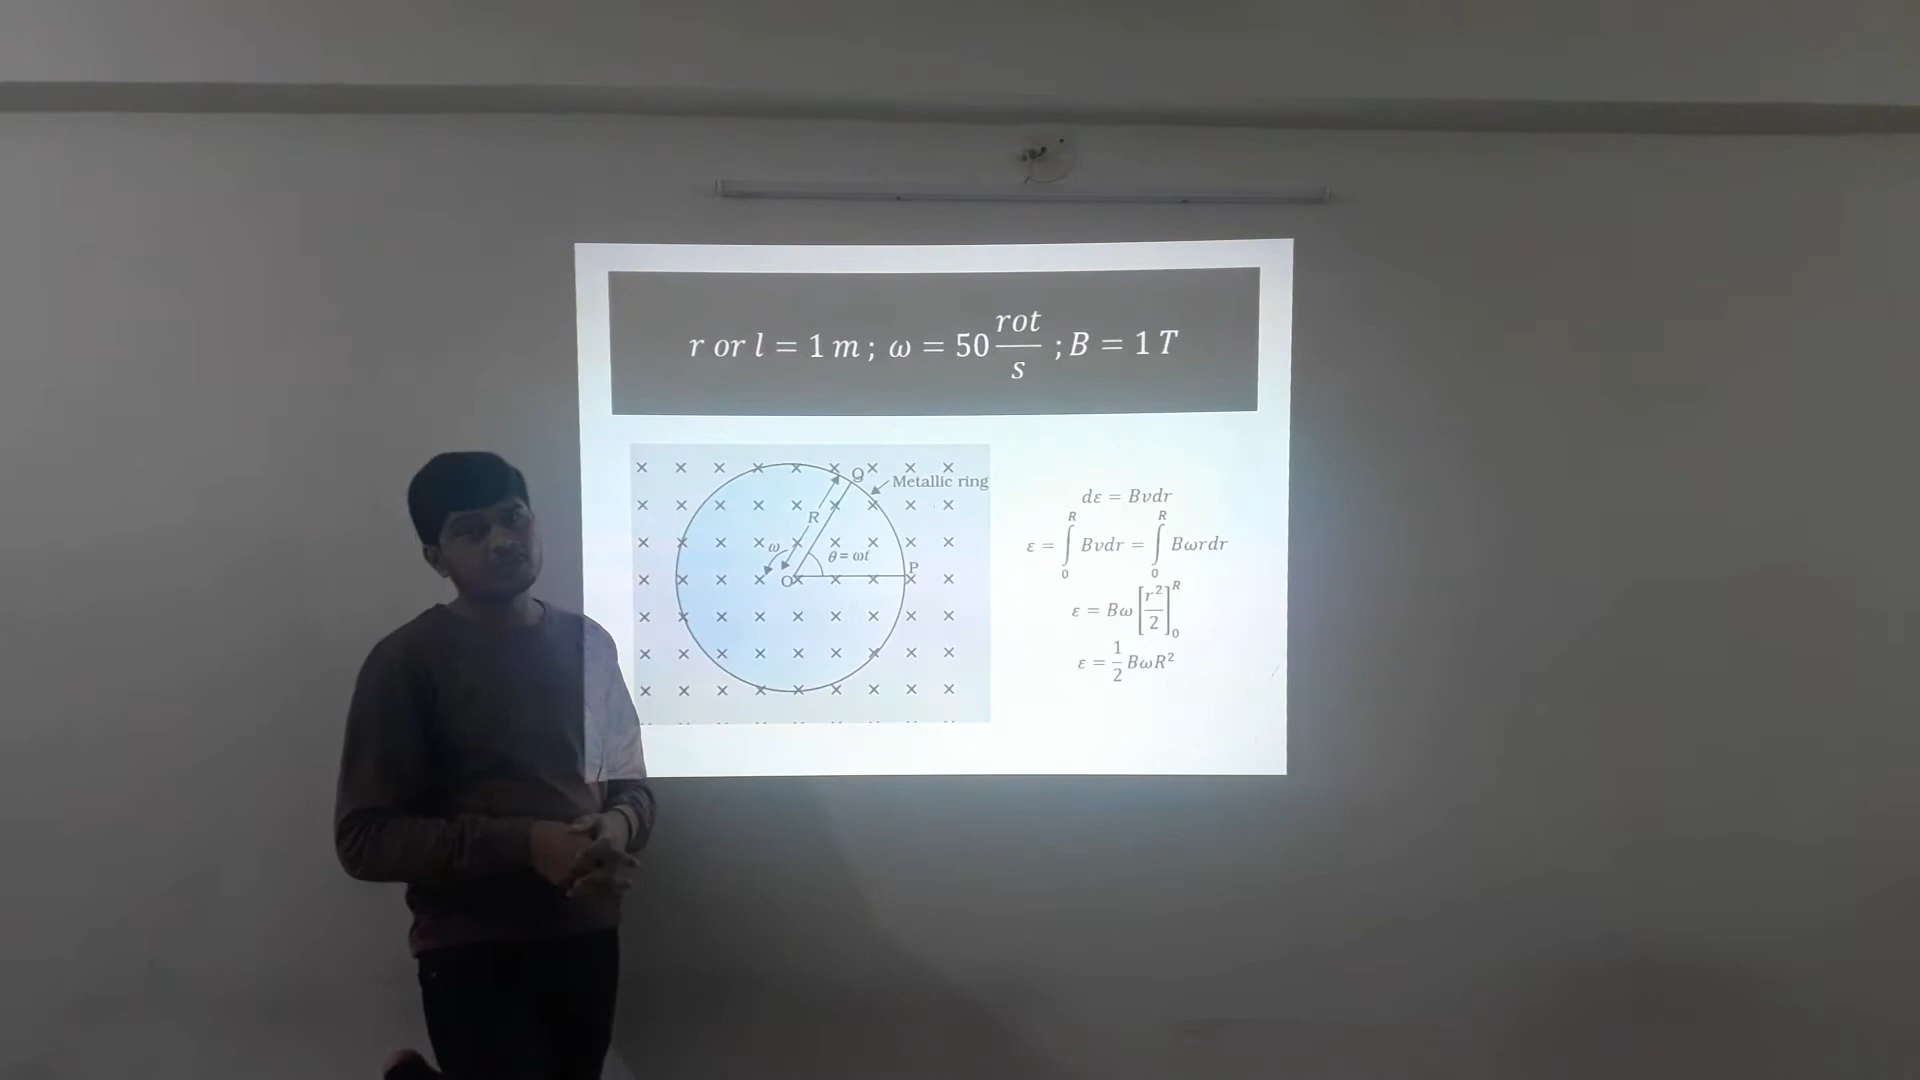 r or l = 1 m ; ω = 50 rot/s ; B = 1 T
Q
Metallic ring
R
ω
θ = ωt
P
O
dε = Bvdr
ε = ∫₀ᴿ Bvdr = ∫₀ᴿ Bωrdr
ε = Bω [r²/2]₀ᴿ
ε = 1/2 BωR²